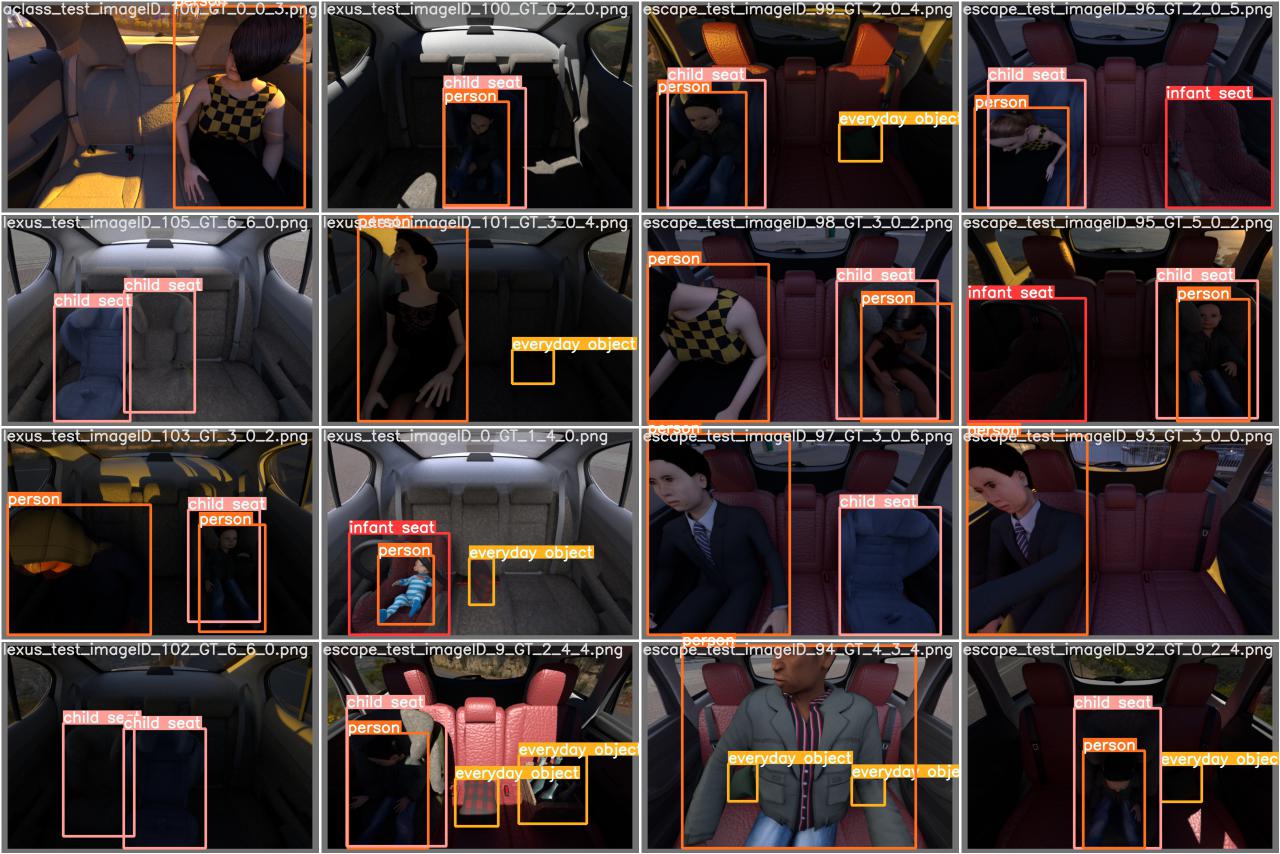 aclass_test_imageID_100_GT_0_0_3.png
person
lexus_test_imageID_100_GT_0_2_0.png
child seat
person
escape_test_imageID_99_GT_2_0_4.png
child seat
person
everyday object
escape_test_imageID_96_GT_2_0_5.png
child seat
person
infant seat
lexus_test_imageID_105_GT_6_6_0.png
child seat
child seat
lexus_test_imageID_101_GT_3_0_4.png
person
everyday object
escape_test_imageID_98_GT_3_0_2.png
person
child seat
person
escape_test_imageID_95_GT_5_0_2.png
infant seat
child seat
person
lexus_test_imageID_103_GT_3_0_2.png
person
child seat
person
lexus_test_imageID_0_GT_1_4_0.png
infant seat
person
everyday object
escape_test_imageID_97_GT_3_0_6.png
person
child seat
escape_test_imageID_93_GT_3_0_0.png
person
lexus_test_imageID_102_GT_6_6_0.png
child seat
child seat
escape_test_imageID_9_GT_2_4_4.png
child seat
person
everyday object
everyday object
escape_test_imageID_94_GT_4_3_4.png
person
everyday object
everyday obje
escape_test_imageID_92_GT_0_2_4.png
child seat
person
everyday object